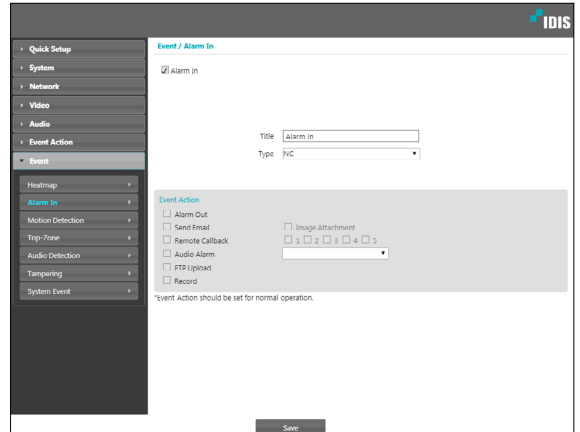 IDIS
Quick Setup
System
Network
Video
Audio
Event Action
Event
Heatmap
Alarm In
Motion Detection
Trip-Zone
Audio Detection
Tampering
System Event
Event / Alarm In
Alarm In
Title Alarm In
Type NC
Event Action
Alarm Out
Send Email Image Attachment
Remote Callback 1 2 3 4 5
Audio Alarm
FTP Upload
Record
*Event Action should be set for normal operation.
Save